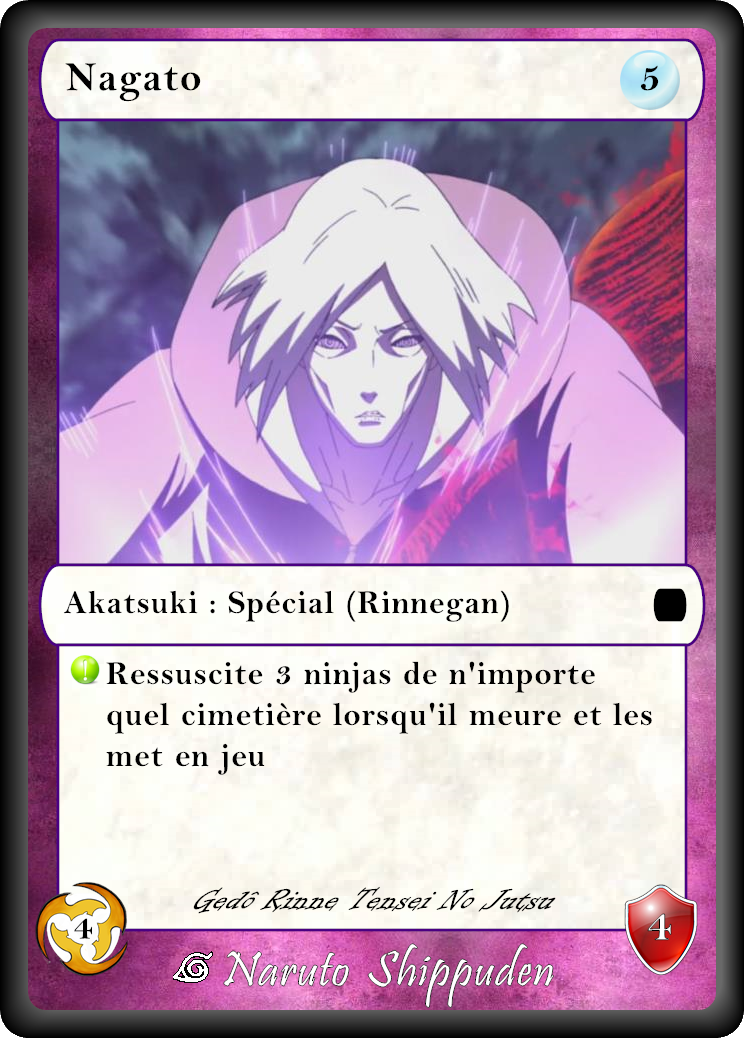 Nagato
5
Akatsuki : Spécial (Rinnegan)
! Ressuscite 3 ninjas de n'importe
quel cimetière lorsqu'il meure et les
met en jeu
Gedô Rinne Tensei No Jutsu
4
4
Naruto Shippuden